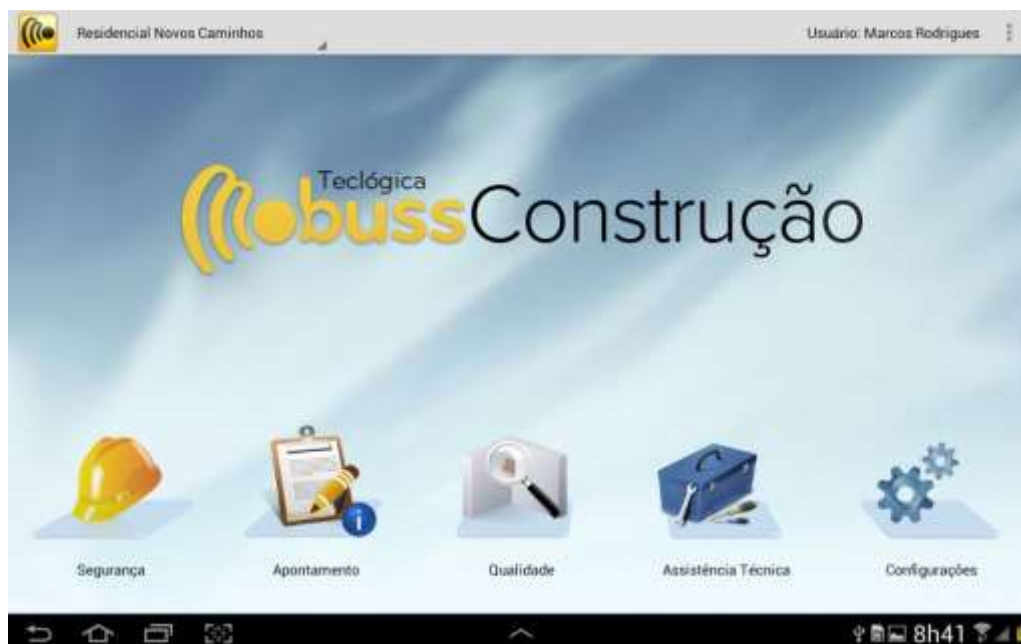 Residencial Novos Caminhos
Usuário: Marcos Rodrigues
Teclógica
mobussConstrução
Segurança
Apontamento
Qualidade
Assistência Técnica
Configurações
8h41